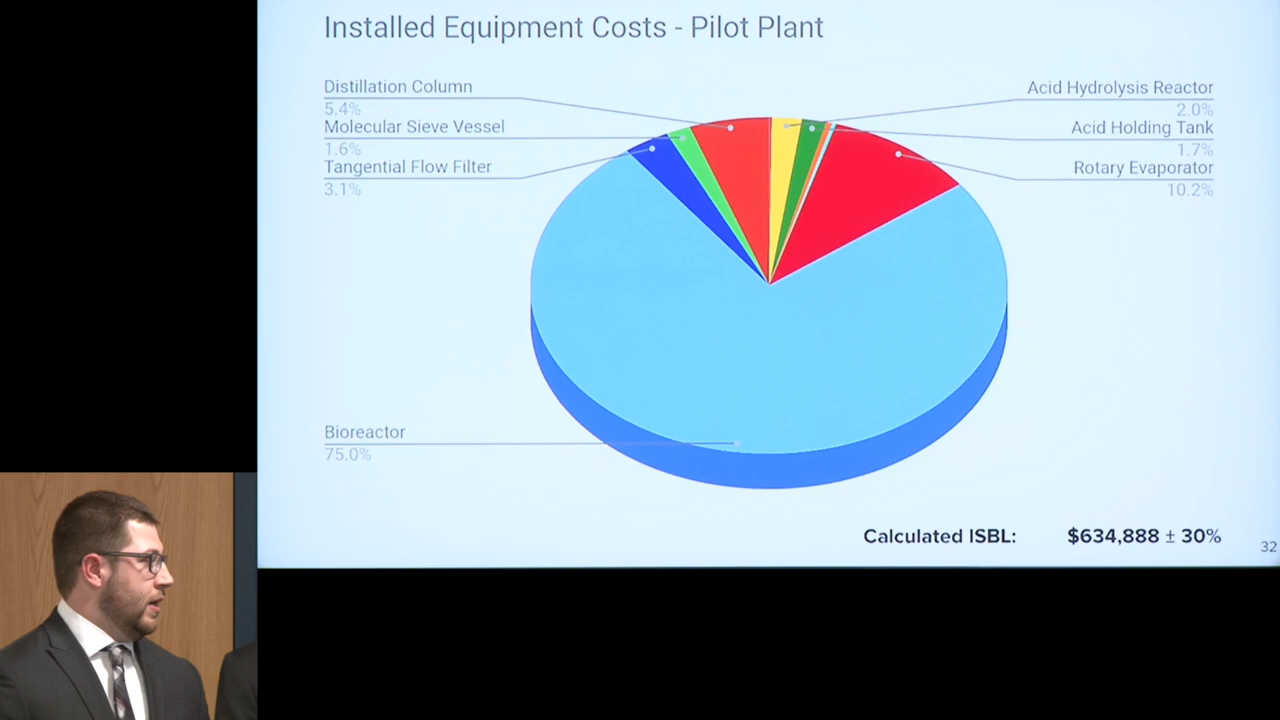 Installed Equipment Costs - Pilot Plant
Distillation Column
5.4%
Molecular Sieve Vessel
1.6%
Tangential Flow Filter
3.1%
Acid Hydrolysis Reactor
2.0%
Acid Holding Tank
1.7%
Rotary Evaporator
10.2%
Bioreactor
75.0%
Calculated ISBL: $634,888 ± 30%
32